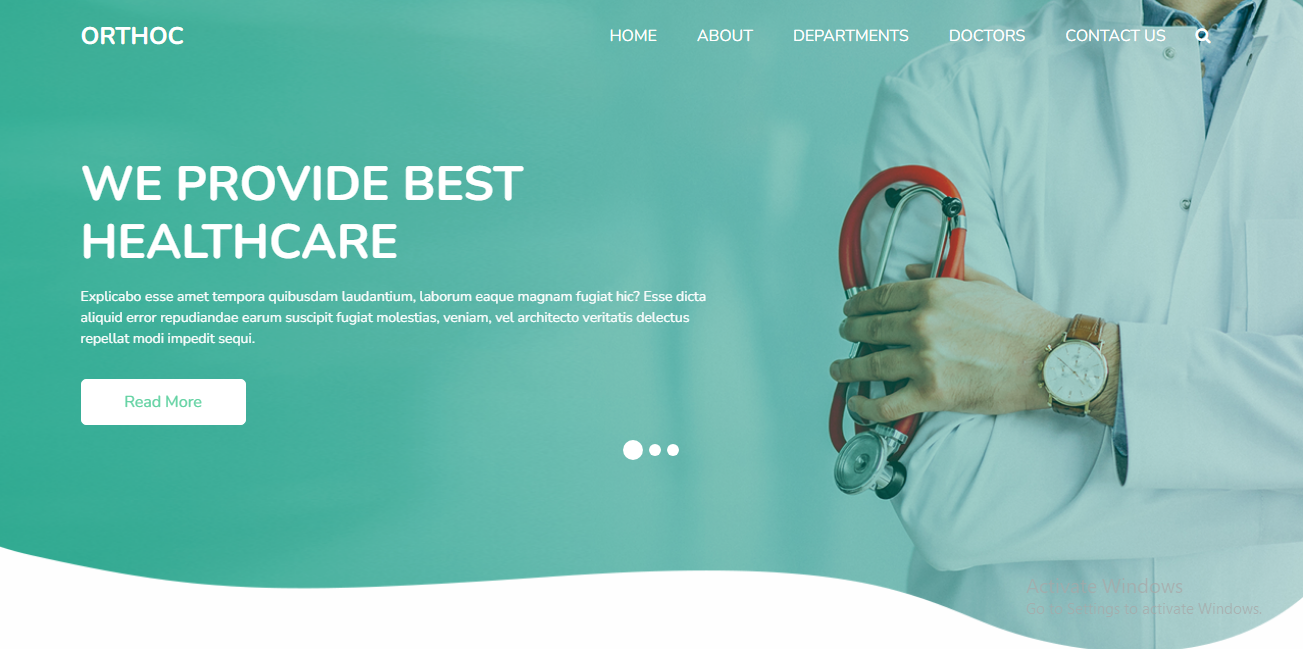 ORTHOC
HOME ABOUT DEPARTMENTS DOCTORS CONTACT US
WE PROVIDE BEST
HEALTHCARE
Explicabo esse amet tempora quibusdam laudantium, laborum eaque magnam fugiat hic? Esse dicta
aliquid error repudiandae earum suscipit fugiat molestias, veniam, vel architecto veritatis delectus
repellat modi impedit sequi.
Read More
Activate Windows
Go to Settings to activate Windows.